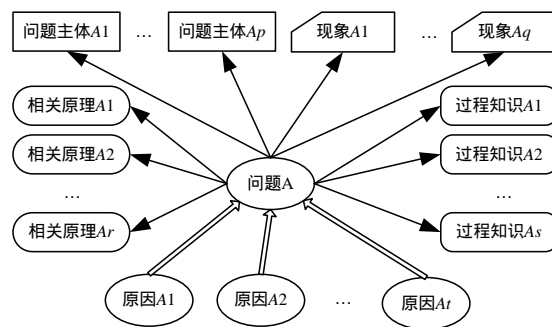 问题主体A1 … 问题主体Ap 现象A1 … 现象Aq
相关原理A1 过程知识A1
相关原理A2 过程知识A2
问题A
… …
相关原理Ar 过程知识As
原因A1 原因A2 … 原因At